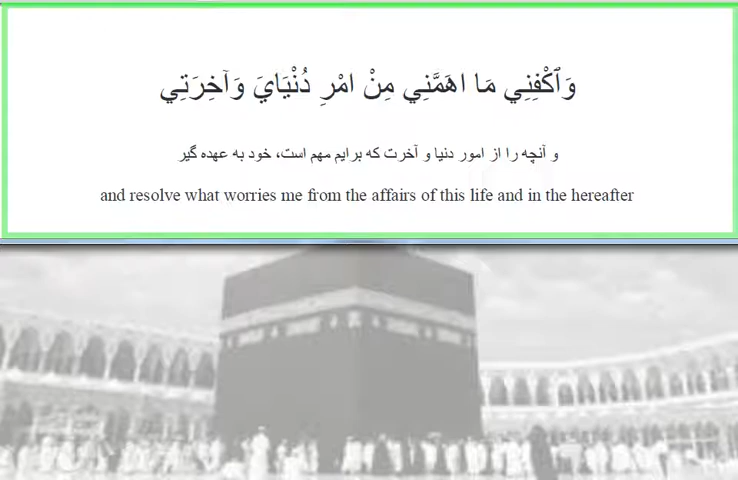 وَٱكْفِنِي مَا اهَمَّنِي مِنْ امْرِ دُنْيَايَ وَآخِرَتِي
و آنچه را از امور دنیا و آخرت که برایم مهم است، خود به عهده گیر
and resolve what worries me from the affairs of this life and in the hereafter